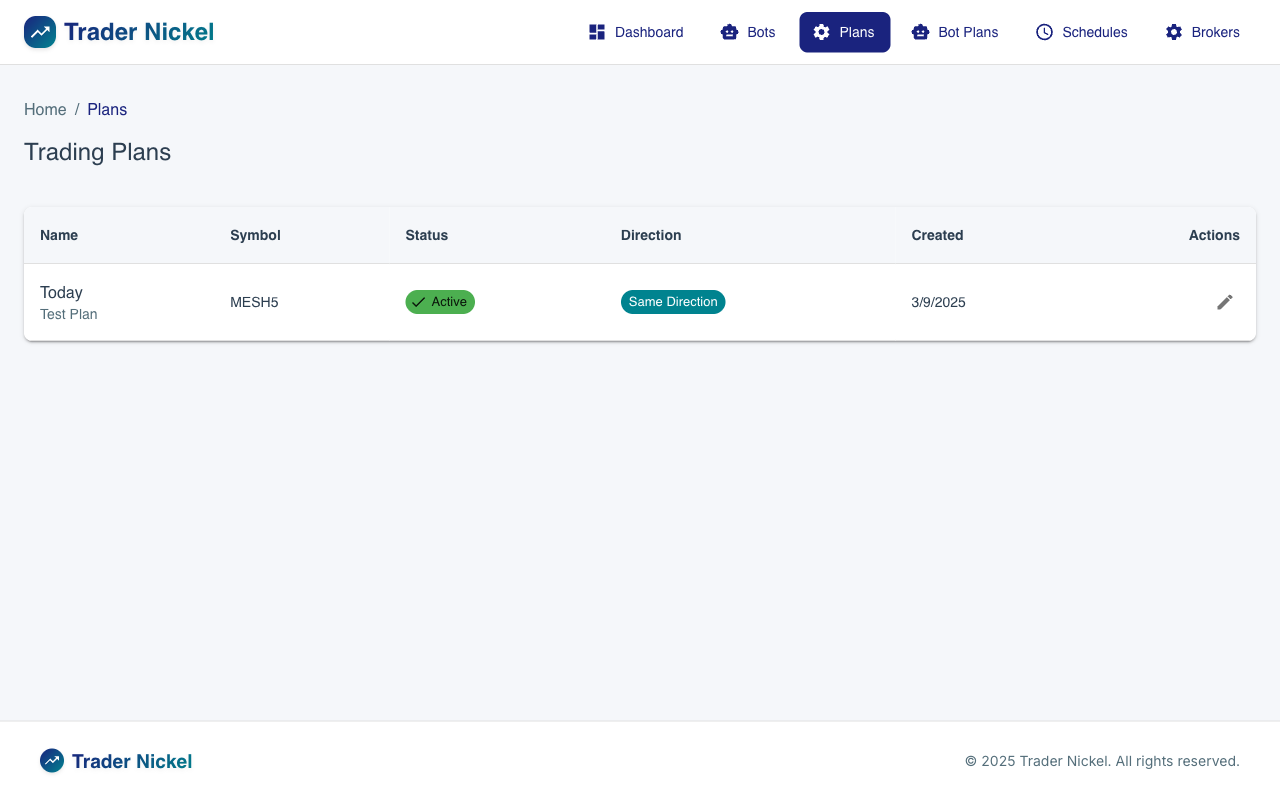 Trader Nickel
Dashboard
Bots
Plans
Bot Plans
Schedules
Brokers
Home / Plans
Trading Plans
Name Symbol Status Direction Created Actions
Today
Test Plan
MESH5
Active
Same Direction
3/9/2025
Trader Nickel
© 2025 Trader Nickel. All rights reserved.